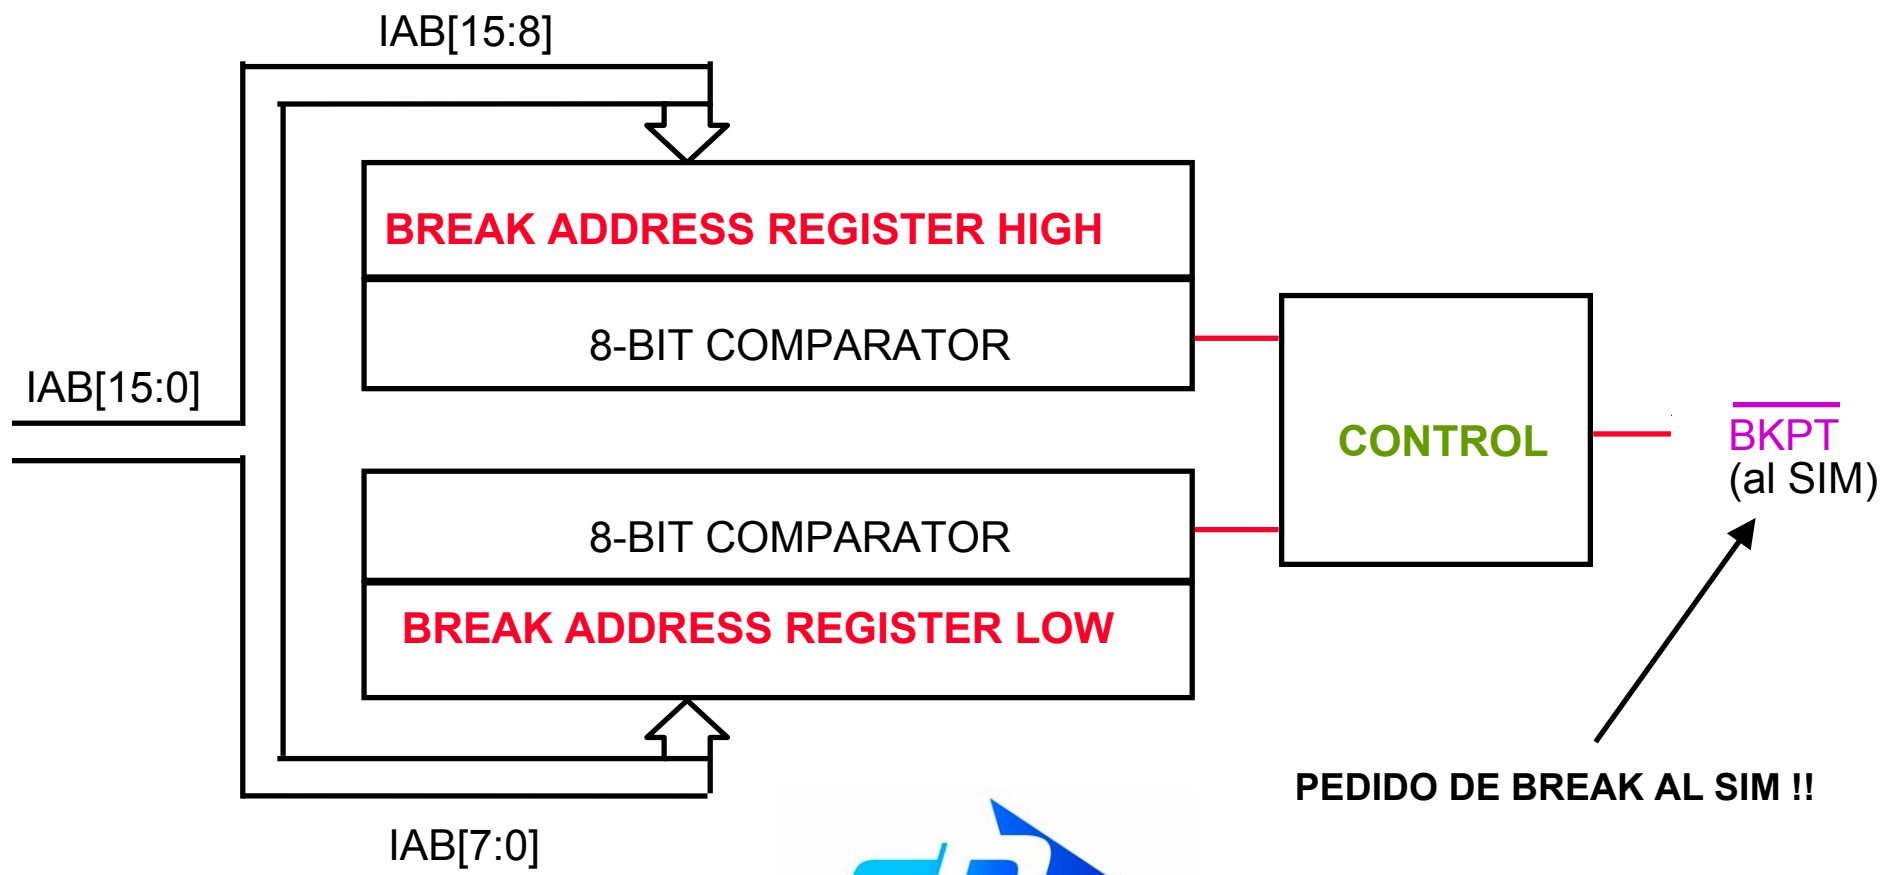 IAB[15:8]
BREAK ADDRESS REGISTER HIGH
8-BIT COMPARATOR
IAB[15:0]
CONTROL
BKPT
(al SIM)
8-BIT COMPARATOR
BREAK ADDRESS REGISTER LOW
PEDIDO DE BREAK AL SIM !!
IAB[7:0]